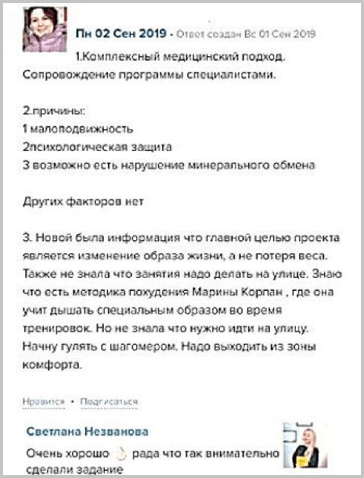 Пн 02 Сен 2019 - Ответ создан Вс 01 Сен 2019
1.Комплексный медицинский подход.
Сопровождение программы специалистами.
2.причины:
1 малоподвижность
2психологическая защита
3 возможно есть нарушение минерального обмена
Других факторов нет
3. Новой была информация что главной целью проекта
является изменение образа жизни, а не потеря веса.
Также не знала что занятия надо делать на улице. Знаю
что есть методика похудения Марины Корпан , где она
учит дышать специальным образом во время
тренировок. Но не знала что нужно идти на улицу.
Начну гулять с шагомером. Надо выходить из зоны
комфорта.
Нравится • Подписаться
Светлана Незванова
Очень хорошо 👌🏻 рада что так внимательно
сделали задание